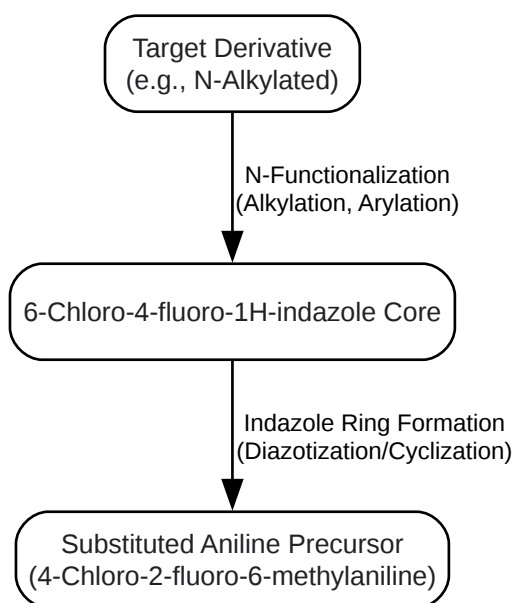 Target Derivative
(e.g., N-Alkylated)
N-Functionalization
(Alkylation, Arylation)
6-Chloro-4-fluoro-1H-indazole Core
Indazole Ring Formation
(Diazotization/Cyclization)
Substituted Aniline Precursor
(4-Chloro-2-fluoro-6-methylaniline)